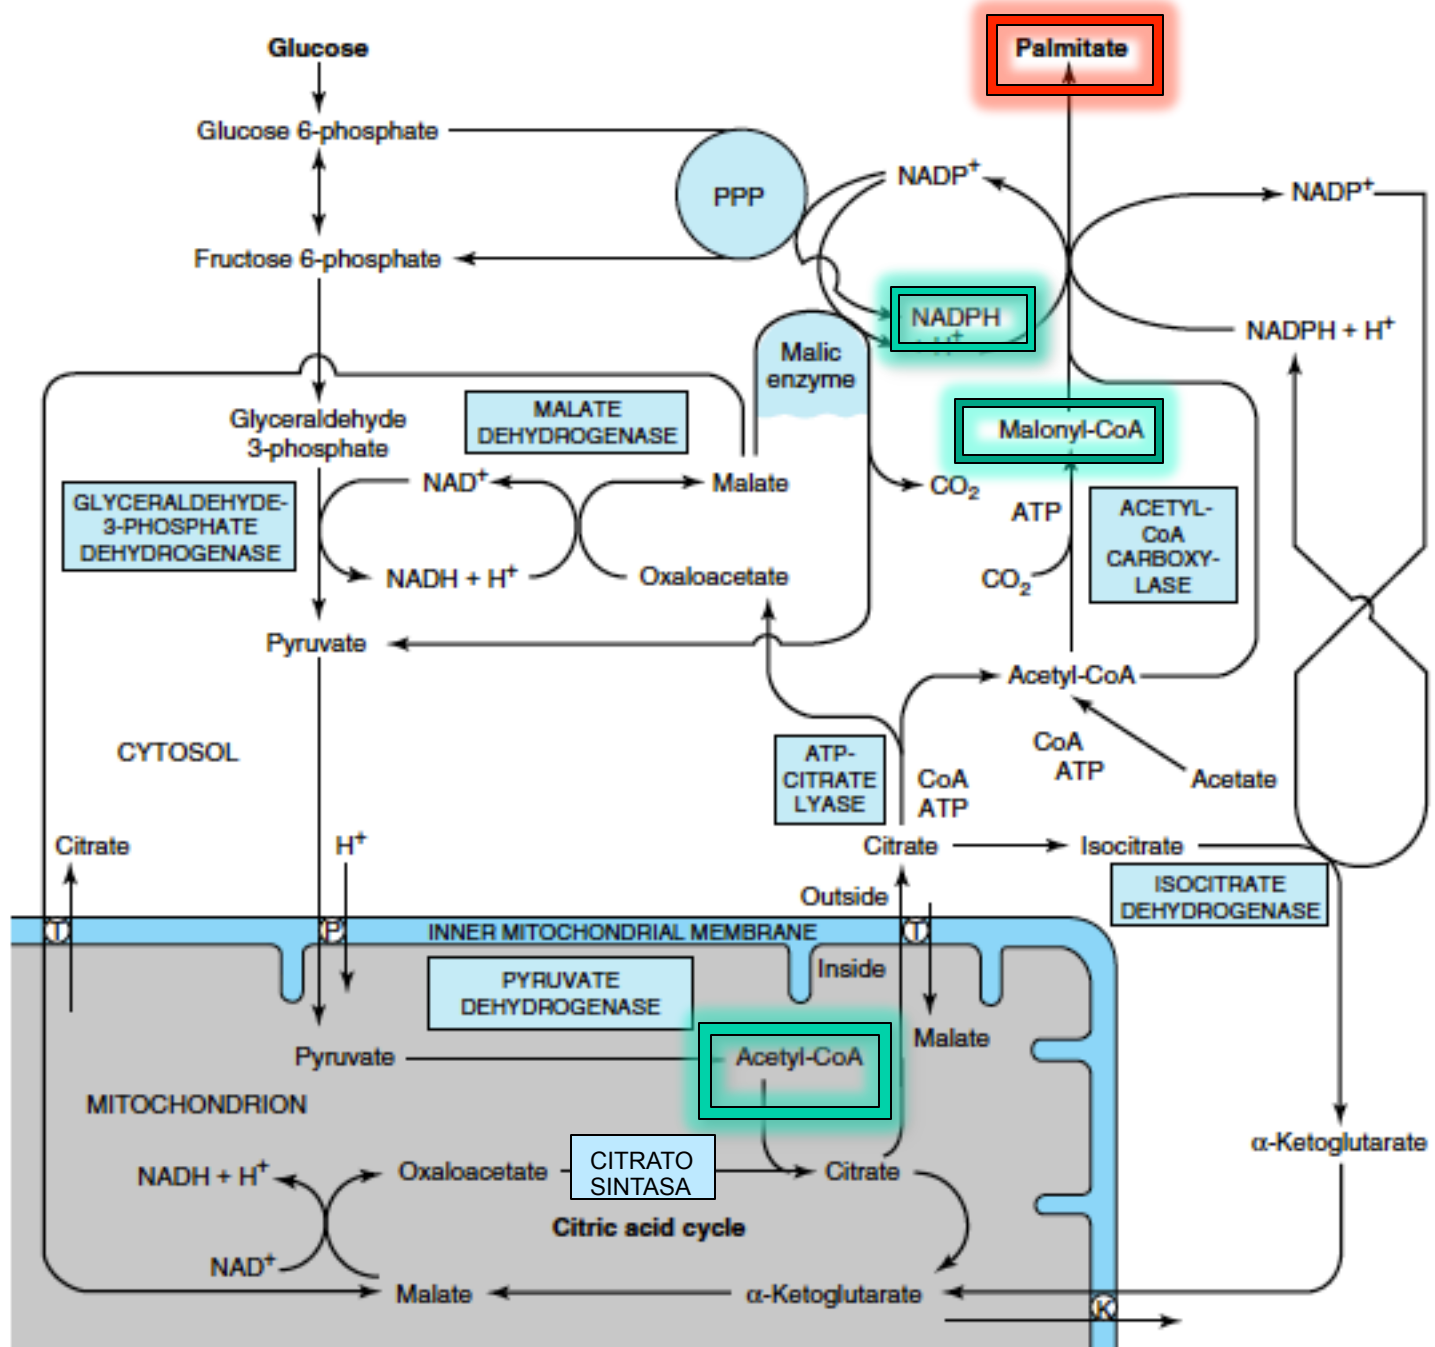 Glucose
Palmitate
Glucose 6-phosphate
PPP
NADP+
NADP+
Fructose 6-phosphate
NADPH
+ H+
NADPH + H+
Malic
enzyme
Glyceraldehyde
3-phosphate
MALATE
DEHYDROGENASE
Malonyl-CoA
NAD+
Malate
CO2
GLYCERALDEHYDE-
3-PHOSPHATE
DEHYDROGENASE
ATP
ACETYL-
CoA
CARBOXY-
LASE
NADH + H+
Oxaloacetate
CO2
Pyruvate
Acetyl-CoA
CYTOSOL
ATP-
CITRATE
LYASE
CoA
ATP
CoA
ATP
Acetate
Citrate
H+
Citrate
Isocitrate
Outside
ISOCITRATE
DEHYDROGENASE
T
P
INNER MITOCHONDRIAL MEMBRANE
T
Inside
PYRUVATE
DEHYDROGENASE
Malate
Pyruvate
Acetyl-CoA
MITOCHONDRION
α-Ketoglutarate
NADH + H+
Oxaloacetate
CITRATO
SINTASA
Citrate
Citric acid cycle
NAD+
Malate
α-Ketoglutarate
K